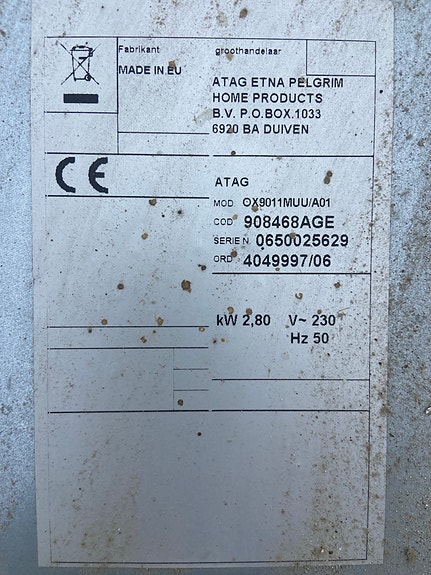 Fabrikant
MADE IN EU
groothandelaar
ATAG ETNA PELGRIM
HOME PRODUCTS
B.V. P.O.BOX.1033
6920 BA DUIVEN
CE
ATAG
MOD OX9011MUU/A01
COD 908468AGE
SERIE N. 0650025629
ORD 4049997/06
kW 2,80 V~ 230
Hz 50